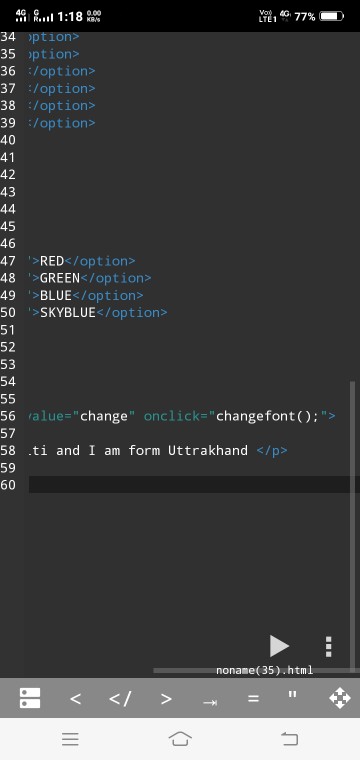 4G G 1:18 0.00 KB/s Vo) LTE1 4G 77%
34 option>
35 option>
36 </option>
37 </option>
38 </option>
39 </option>
40
41
42
43
44
45
46
47 ">RED</option>
48 ">GREEN</option>
49 ">BLUE</option>
50 ">SKYBLUE</option>
51
52
53
54
55
56 value="change" onclick="changefont();">
57
58 ti and I am form Uttrakhand </p>
59
60
noname(35).html
< </ > = "